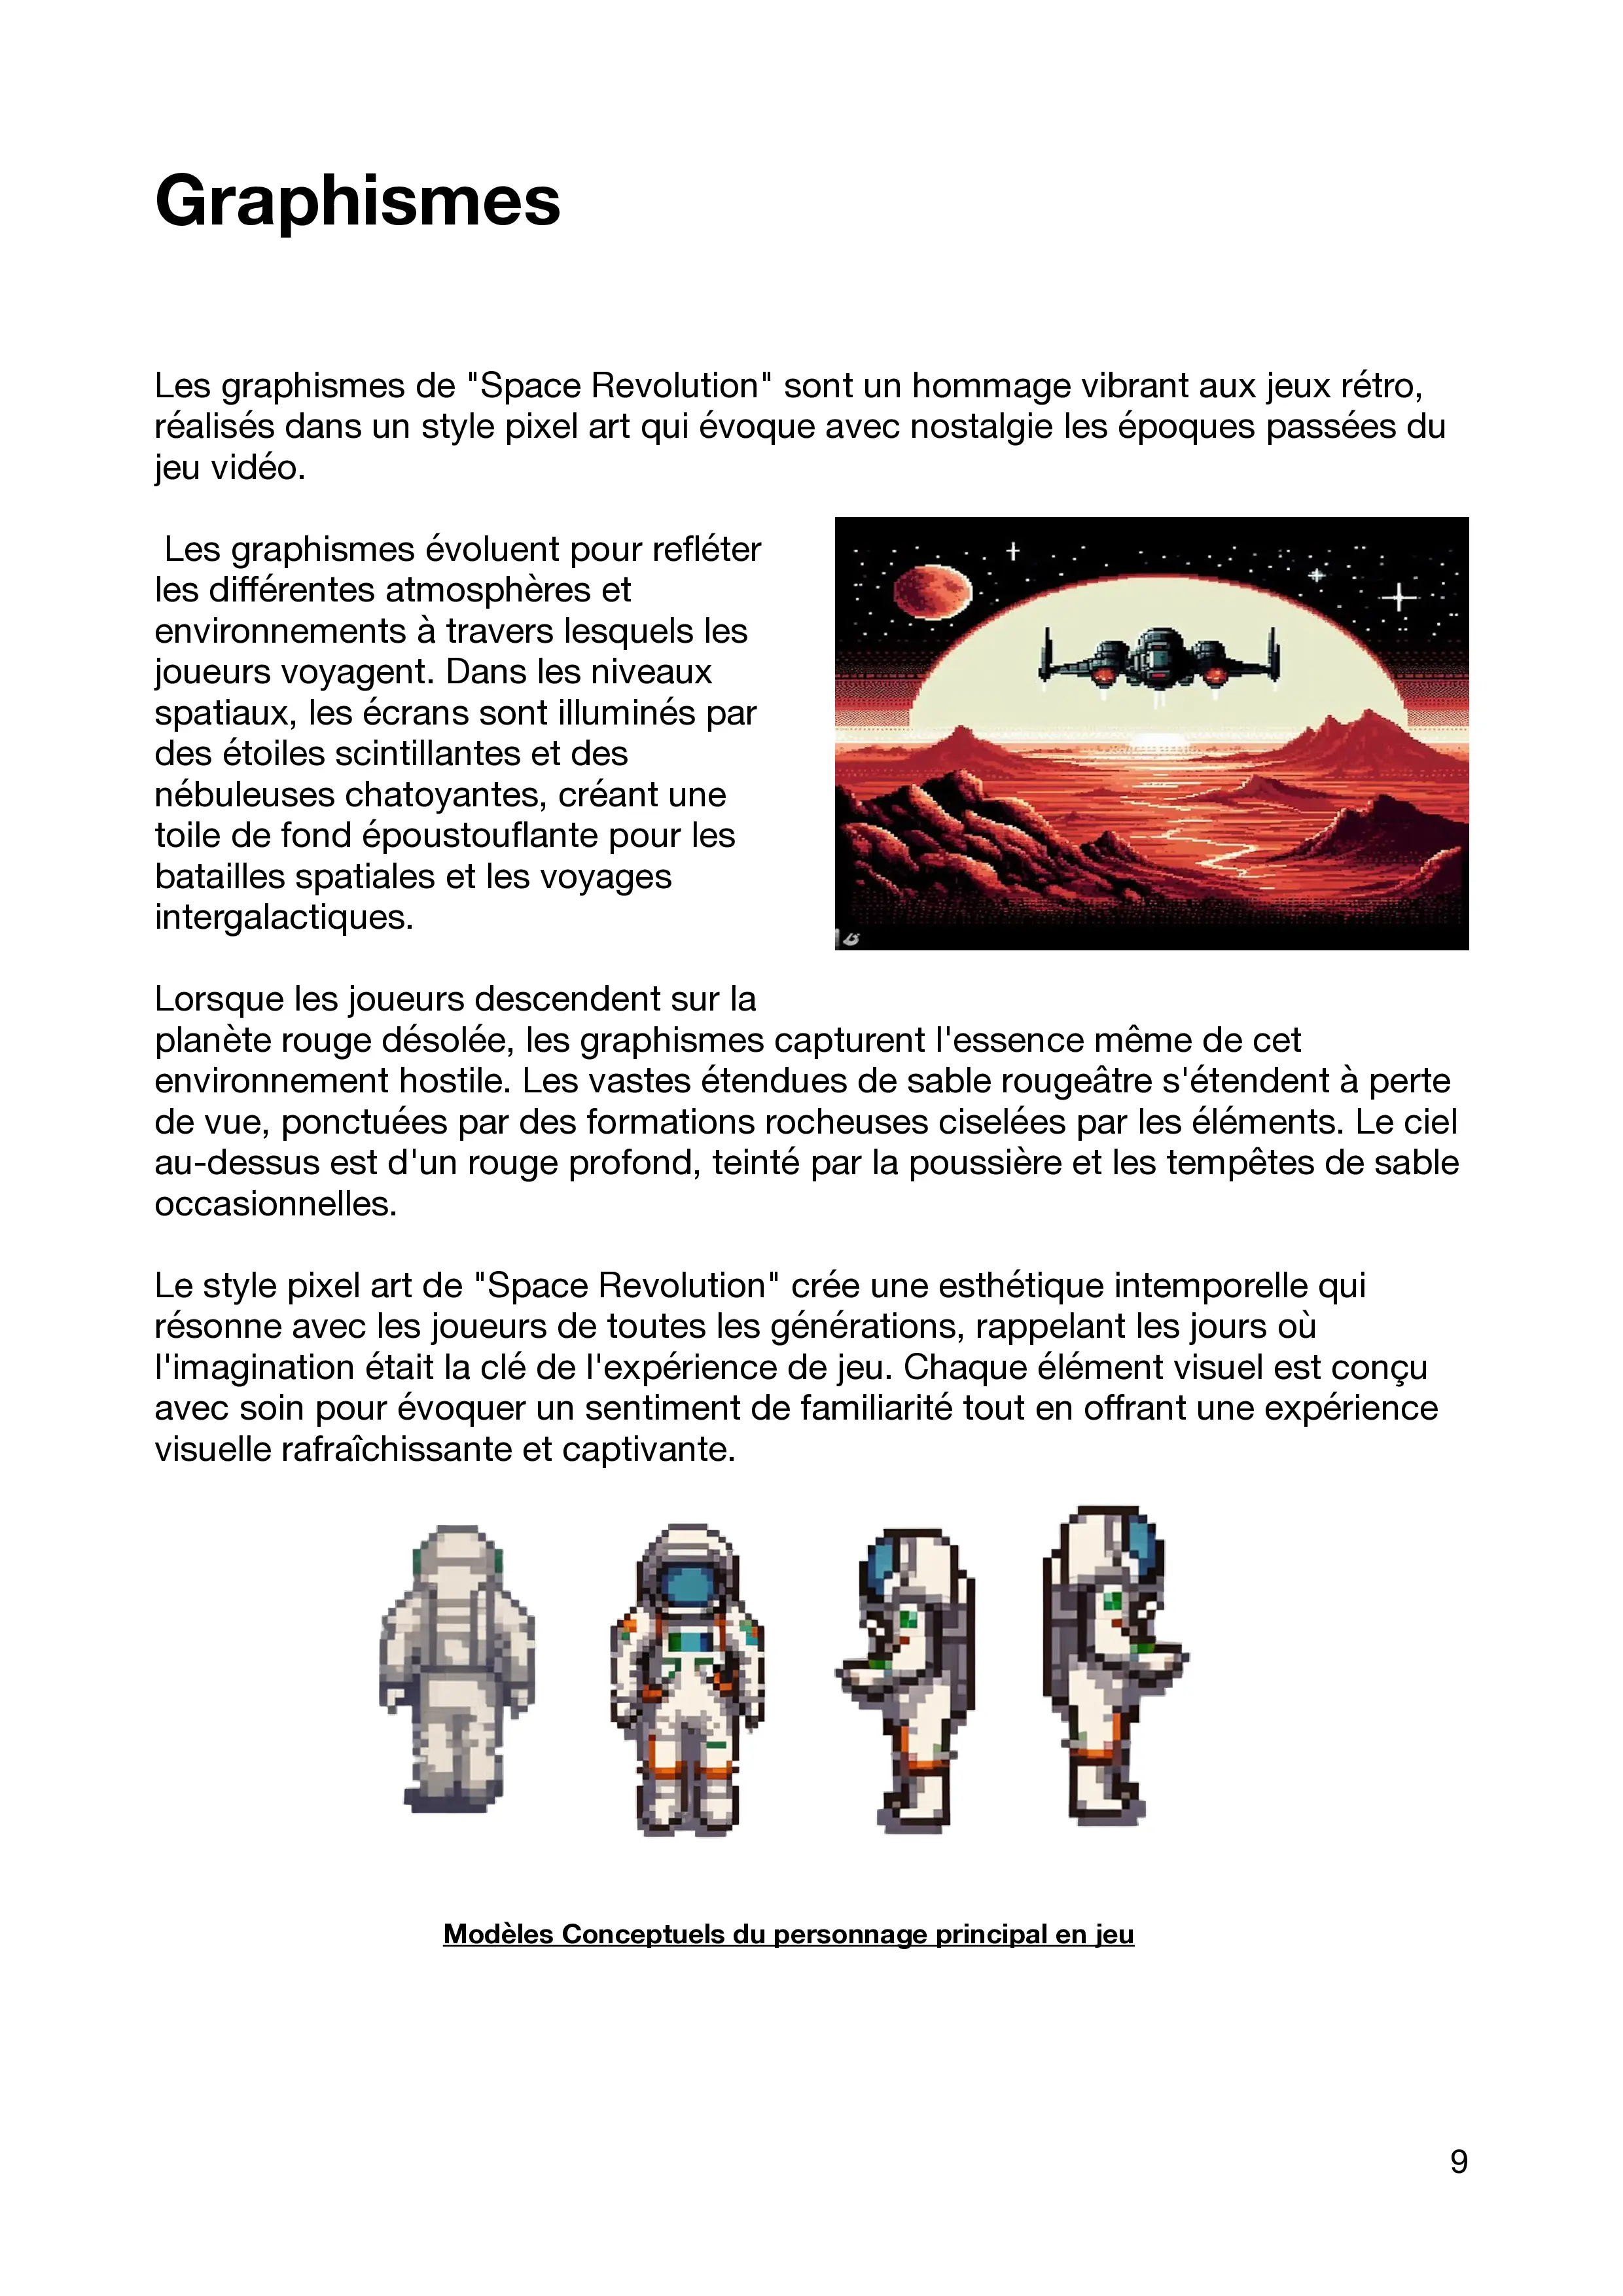 Graphismes
Les graphismes de "Space Revolution" sont un hommage vibrant aux jeux rétro,
réalisés dans un style pixel art qui évoque avec nostalgie les époques passées du
jeu vidéo.
Les graphismes évoluent pour refléter
les différentes atmosphères et
environnements à travers lesquels les
joueurs voyagent. Dans les niveaux
spatiaux, les écrans sont illuminés par
des étoiles scintillantes et des
nébuleuses chatoyantes, créant une
toile de fond époustouflante pour les
batailles spatiales et les voyages
intergalactiques.
Lorsque les joueurs descendent sur la
planète rouge désolée, les graphismes capturent l'essence même de cet
environnement hostile. Les vastes étendues de sable rougeâtre s'étendent à perte
de vue, ponctuées par des formations rocheuses ciselées par les éléments. Le ciel
au-dessus est d'un rouge profond, teinté par la poussière et les tempêtes de sable
occasionnelles.
Le style pixel art de "Space Revolution" crée une esthétique intemporelle qui
résonne avec les joueurs de toutes les générations, rappelant les jours où
l'imagination était la clé de l'expérience de jeu. Chaque élément visuel est conçu
avec soin pour évoquer un sentiment de familiarité tout en offrant une expérience
visuelle rafraîchissante et captivante.
Modèles Conceptuels du personnage principal en jeu
9